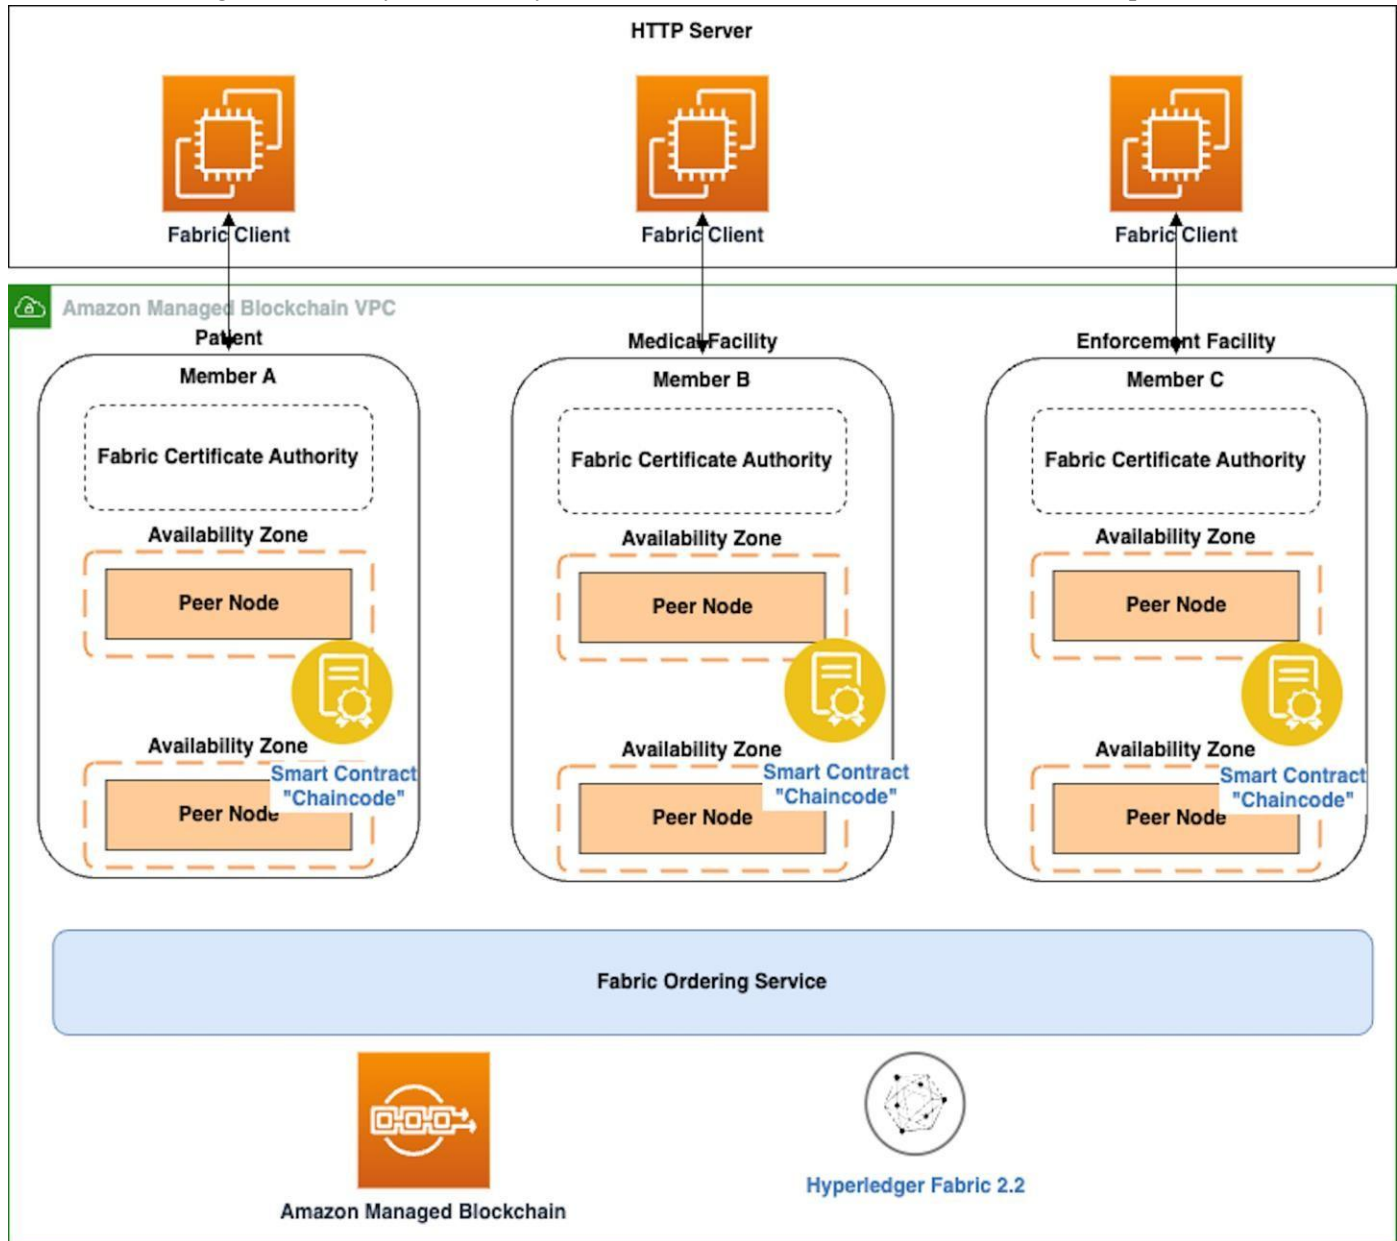 HTTP Server
Fabric Client
Fabric Client
Fabric Client
Amazon Managed Blockchain VPC
Patient
Medical Facility
Enforcement Facility
Member A
Member B
Member C
Fabric Certificate Authority
Fabric Certificate Authority
Fabric Certificate Authority
Availability Zone
Availability Zone
Availability Zone
Peer Node
Peer Node
Peer Node
Availability Zone
Availability Zone
Availability Zone
Smart Contract
"Chaincode"
Smart Contract
"Chaincode"
Smart Contract
"Chaincode"
Peer Node
Peer Node
Peer Node
Fabric Ordering Service
Amazon Managed Blockchain
Hyperledger Fabric 2.2